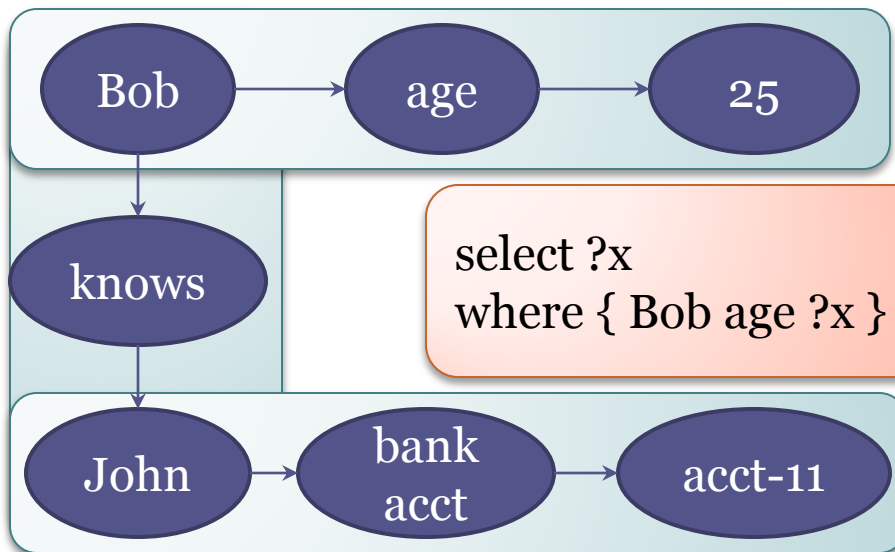 Bob
age
25
knows
select ?x
where { Bob age ?x }
John
bank
acct
acct-11